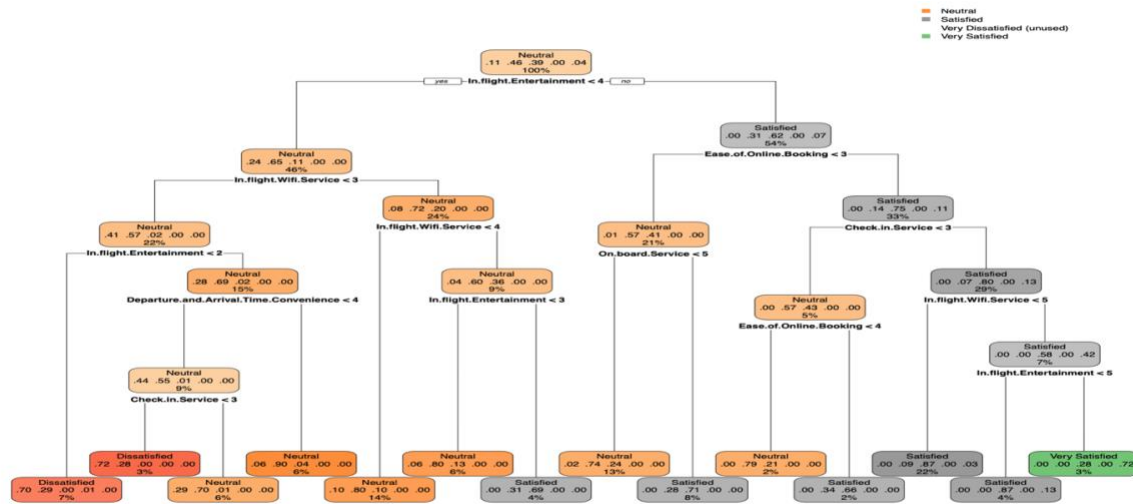 Neutral
Satisfied
Very Dissatisfied (unused)
Very Satisfied
Neutral
.11 .46 .39 .00 .04
100%
yes In.flight.Entertainment < 4 no
Satisfied
.00 .31 .62 .00 .07
54%
Ease.of.Online.Booking < 3
Neutral
.24 .65 .11 .00 .00
46%
In.flight.Wifi.Service < 3
Neutral
.08 .72 .20 .00 .00
24%
In.flight.Wifi.Service < 4
Satisfied
.00 .14 .75 .00 .11
33%
Check.in.Service < 3
Neutral
.41 .57 .02 .00 .00
22%
In.flight.Entertainment < 2
Neutral
.01 .57 .41 .00 .00
21%
On.board.Service < 5
Neutral
.28 .69 .02 .00 .00
15%
Departure.and.Arrival.Time.Convenience < 4
Neutral
.04 .60 .36 .00 .00
9%
In.flight.Entertainment < 3
Satisfied
.00 .07 .80 .00 .13
29%
In.flight.Wifi.Service < 5
Neutral
.00 .57 .43 .00 .00
5%
Ease.of.Online.Booking < 4
Satisfied
.00 .00 .58 .00 .42
7%
In.flight.Entertainment < 5
Neutral
.44 .55 .01 .00 .00
9%
Check.in.Service < 3
Dissatisfied
.70 .29 .00 .01 .00
7%
Dissatisfied
.72 .28 .00 .00 .00
3%
Neutral
.29 .70 .01 .00 .00
6%
Neutral
.06 .90 .04 .00 .00
6%
Neutral
.10 .80 .10 .00 .00
14%
Neutral
.06 .80 .13 .00 .00
6%
Satisfied
.00 .31 .69 .00 .00
4%
Neutral
.02 .74 .24 .00 .00
13%
Satisfied
.00 .28 .71 .00 .00
8%
Neutral
.00 .79 .21 .00 .00
2%
Satisfied
.00 .34 .66 .00 .00
2%
Satisfied
.00 .09 .87 .00 .03
22%
Satisfied
.00 .00 .87 .00 .13
4%
Very Satisfied
.00 .00 .28 .00 .72
3%